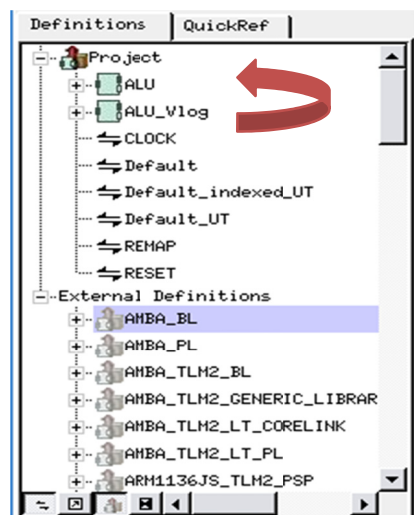 Definitions QuickRef
Project
ALU
ALU_Vlog
CLOCK
Default
Default_indexed_UT
Default_UT
REMAP
RESET
External Definitions
AMBA_BL
AMBA_PL
AMBA_TLM2_BL
AMBA_TLM2_GENERIC_LIBRAR
AMBA_TLM2_LT_CORELINK
AMBA_TLM2_LT_PL
ARM1136JS_TLM2_PSP